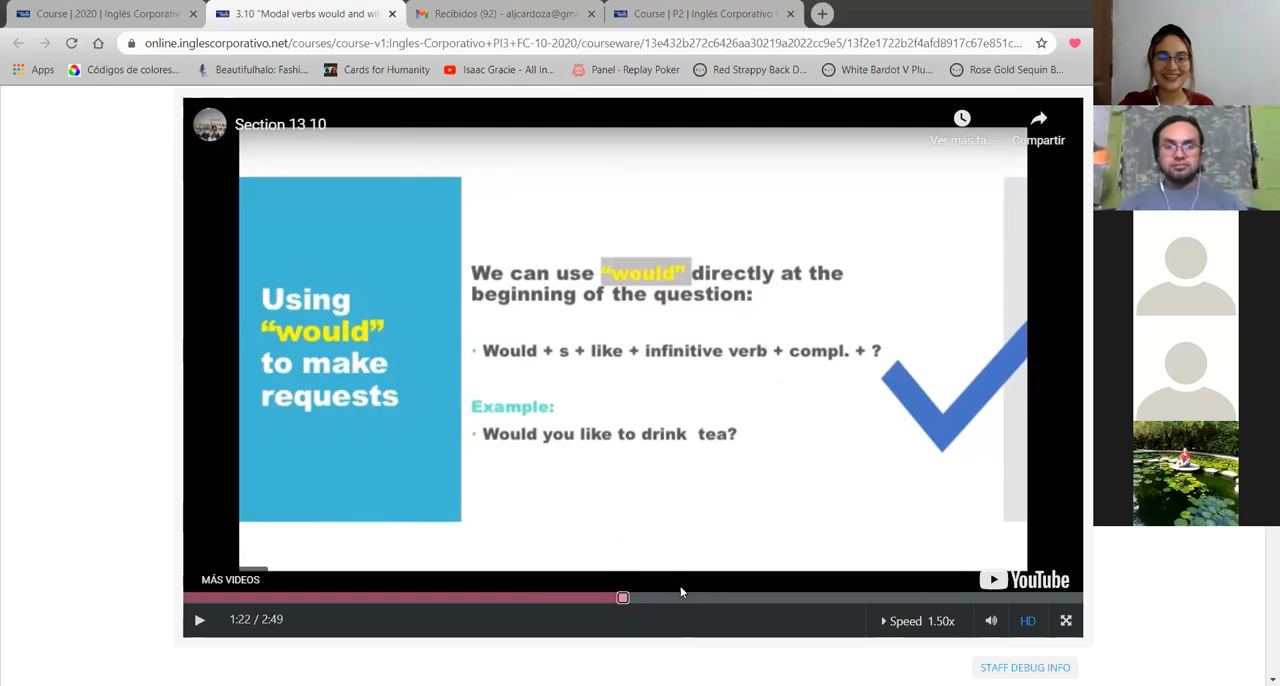 Course | 2020 | Inglés Corporativ
3.10 "Modal verbs would and wil
Recibidos (92) - aljcardoza@gma
Course | P2 | Inglés Corporativo
online.inglescorporativo.net/courses/course-v1:Ingles-Corporativo+PI3+FC-10-2020/courseware/13e432b272c6426aa30219a2022cc9e5/13f2e1722b2f4afd8917c67e851c...
Apps
Códigos de colores...
Beautifulhalo: Fashi...
Cards for Humanity
Isaac Gracie - All In...
Panel · Replay Poker
Red Strappy Back D...
White Bardot V Plu...
Rose Gold Sequin B...
Section 13 10
Ver más ta...
Compartir
Using
"would"
to make
requests
We can use "would" directly at the
beginning of the question:
· Would + s + like + infinitive verb + compl. + ?
Example:
· Would you like to drink tea?
MÁS VIDEOS
YouTube
1:22 / 2:49
Speed 1.50x
HD
STAFF DEBUG INFO